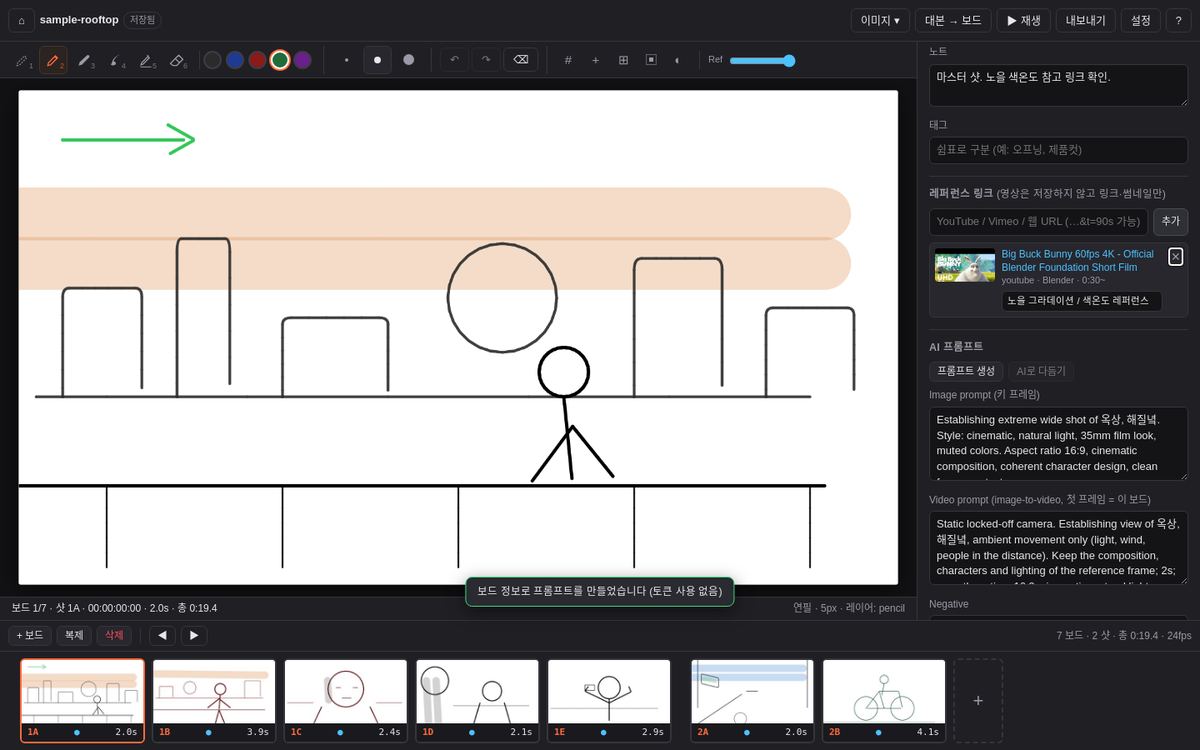 ⌂ sample-rooftop 저장됨 이미지 ▾ 대본 → 보드 ▶ 재생 내보내기 설정 ?
1 2 3 4 5 6 # + Ref
노트
마스터 샷. 노을 색온도 참고 링크 확인.
태그
쉼표로 구분 (예: 오프닝, 제품컷)
레퍼런스 링크 (영상은 저장하지 않고 링크·썸네일만)
YouTube / Vimeo / 웹 URL (…&t=90s 가능) 추가
Big Buck Bunny 60fps 4K - Official
Blender Foundation Short Film
youtube · Blender · 0:30~
노을 그라데이션 / 색온도 레퍼런스
AI 프롬프트
프롬프트 생성 AI로 다듬기
Image prompt (키 프레임)
Establishing extreme wide shot of 옥상, 해질녘.
Style: cinematic, natural light, 35mm film look,
muted colors. Aspect ratio 16:9, cinematic
composition, coherent character design, clean
Video prompt (image-to-video, 첫 프레임 = 이 보드)
Static locked-off camera. Establishing view of 옥상,
해질녘, ambient movement only (light, wind,
people in the distance). Keep the composition,
characters and lighting of the reference frame; 2s;
Negative
보드 정보로 프롬프트를 만들었습니다 (토큰 사용 없음)
보드 1/7 · 샷 1A · 00:00:00:00 · 2.0s · 총 0:19.4 연필 · 5px · 레이어: pencil
+ 보드 복제 삭제 ◀ ▶ 7 보드 · 2 샷 · 총 0:19.4 · 24fps
1A 2.0s 1B 3.9s 1C 2.4s 1D 2.1s 1E 2.9s 2A 2.0s 2B 4.1s +